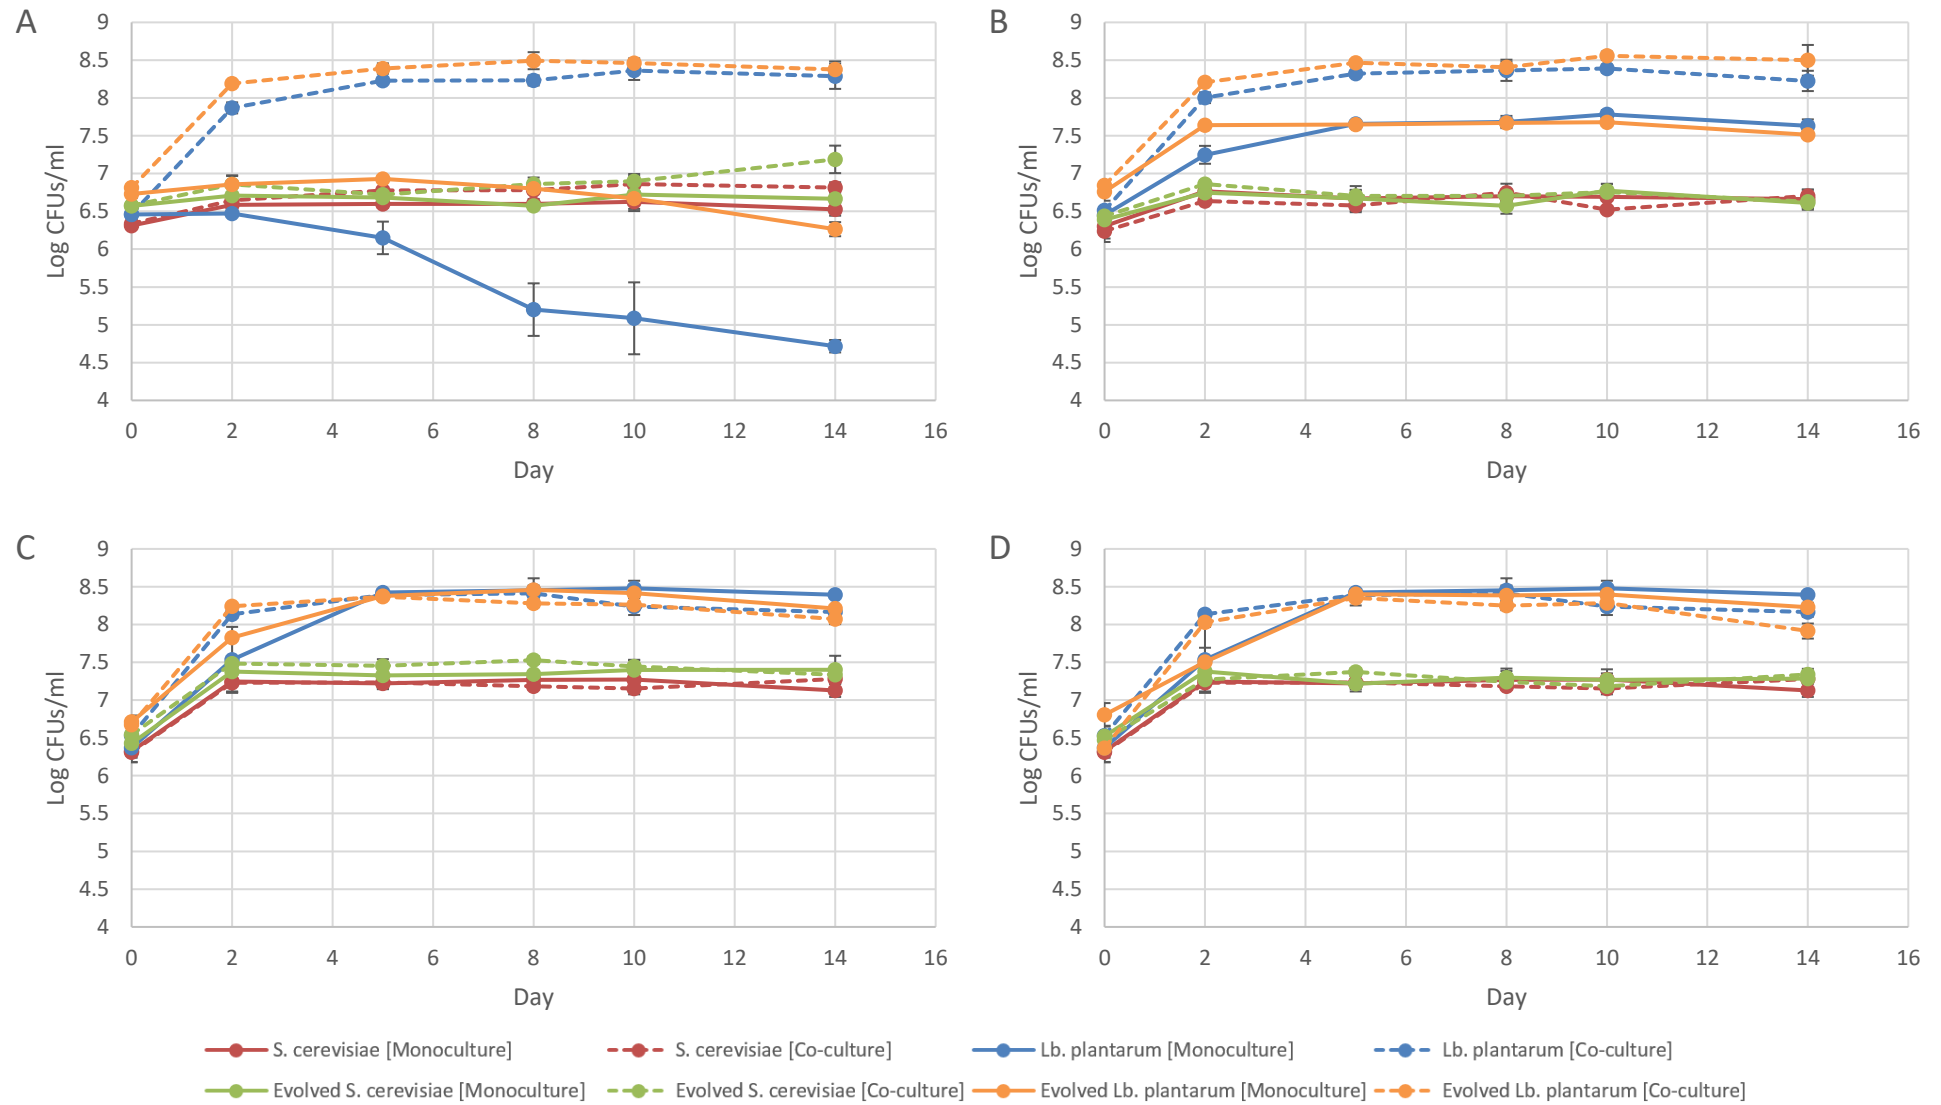 A
9
8.5
8
7.5
7
6.5
6
5.5
5
4.5
4
Log CFUs/ml
0 2 4 6 8 10 12 14 16
Day
B
9
8.5
8
7.5
7
6.5
6
5.5
5
4.5
4
Log CFUs/ml
0 2 4 6 8 10 12 14 16
Day
C
9
8.5
8
7.5
7
6.5
6
5.5
5
4.5
4
Log CFUs/ml
0 2 4 6 8 10 12 14 16
Day
D
9
8.5
8
7.5
7
6.5
6
5.5
5
4.5
4
Log CFUs/ml
0 2 4 6 8 10 12 14 16
Day
S. cerevisiae [Monoculture] S. cerevisiae [Co-culture] Lb. plantarum [Monoculture] Lb. plantarum [Co-culture]
Evolved S. cerevisiae [Monoculture] Evolved S. cerevisiae [Co-culture] Evolved Lb. plantarum [Monoculture] Evolved Lb. plantarum [Co-culture]